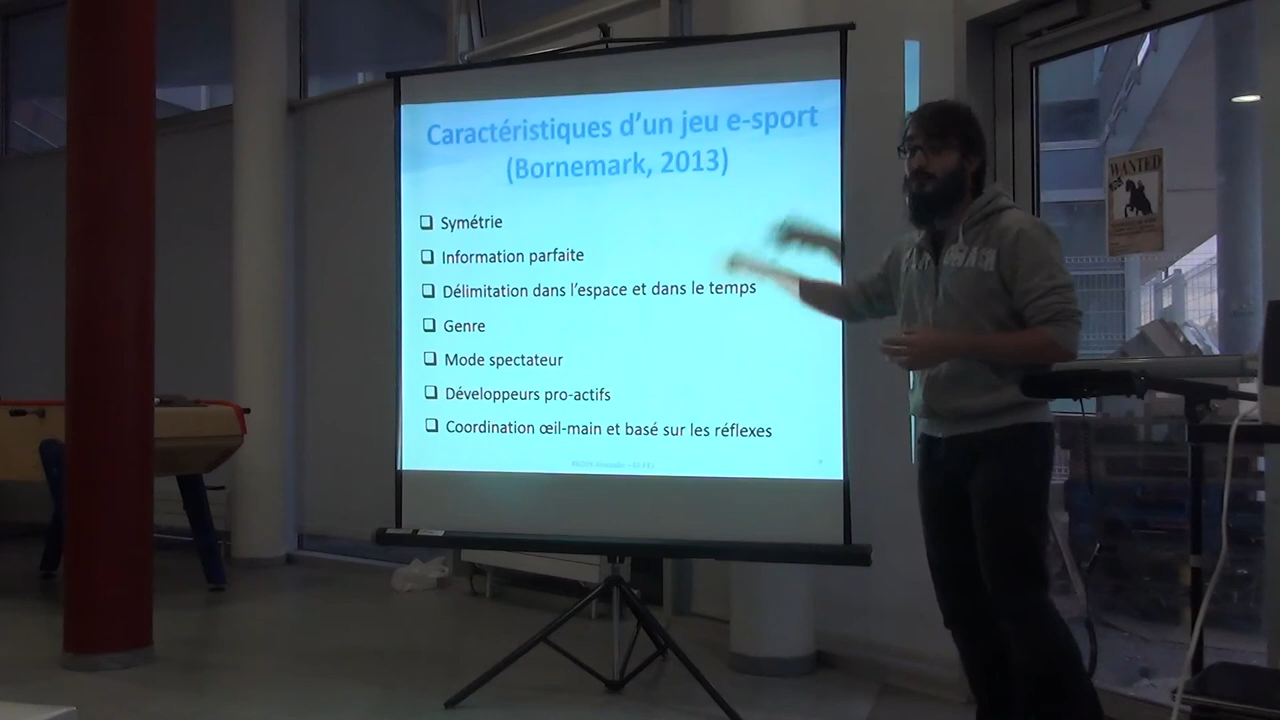 Caractéristiques d'un jeu e-sport
(Bornemark, 2013)
Symétrie
Information parfaite
Délimitation dans l'espace et dans le temps
Genre
Mode spectateur
Développeurs pro-actifs
Coordination œil-main et basé sur les réflexes
WANTED